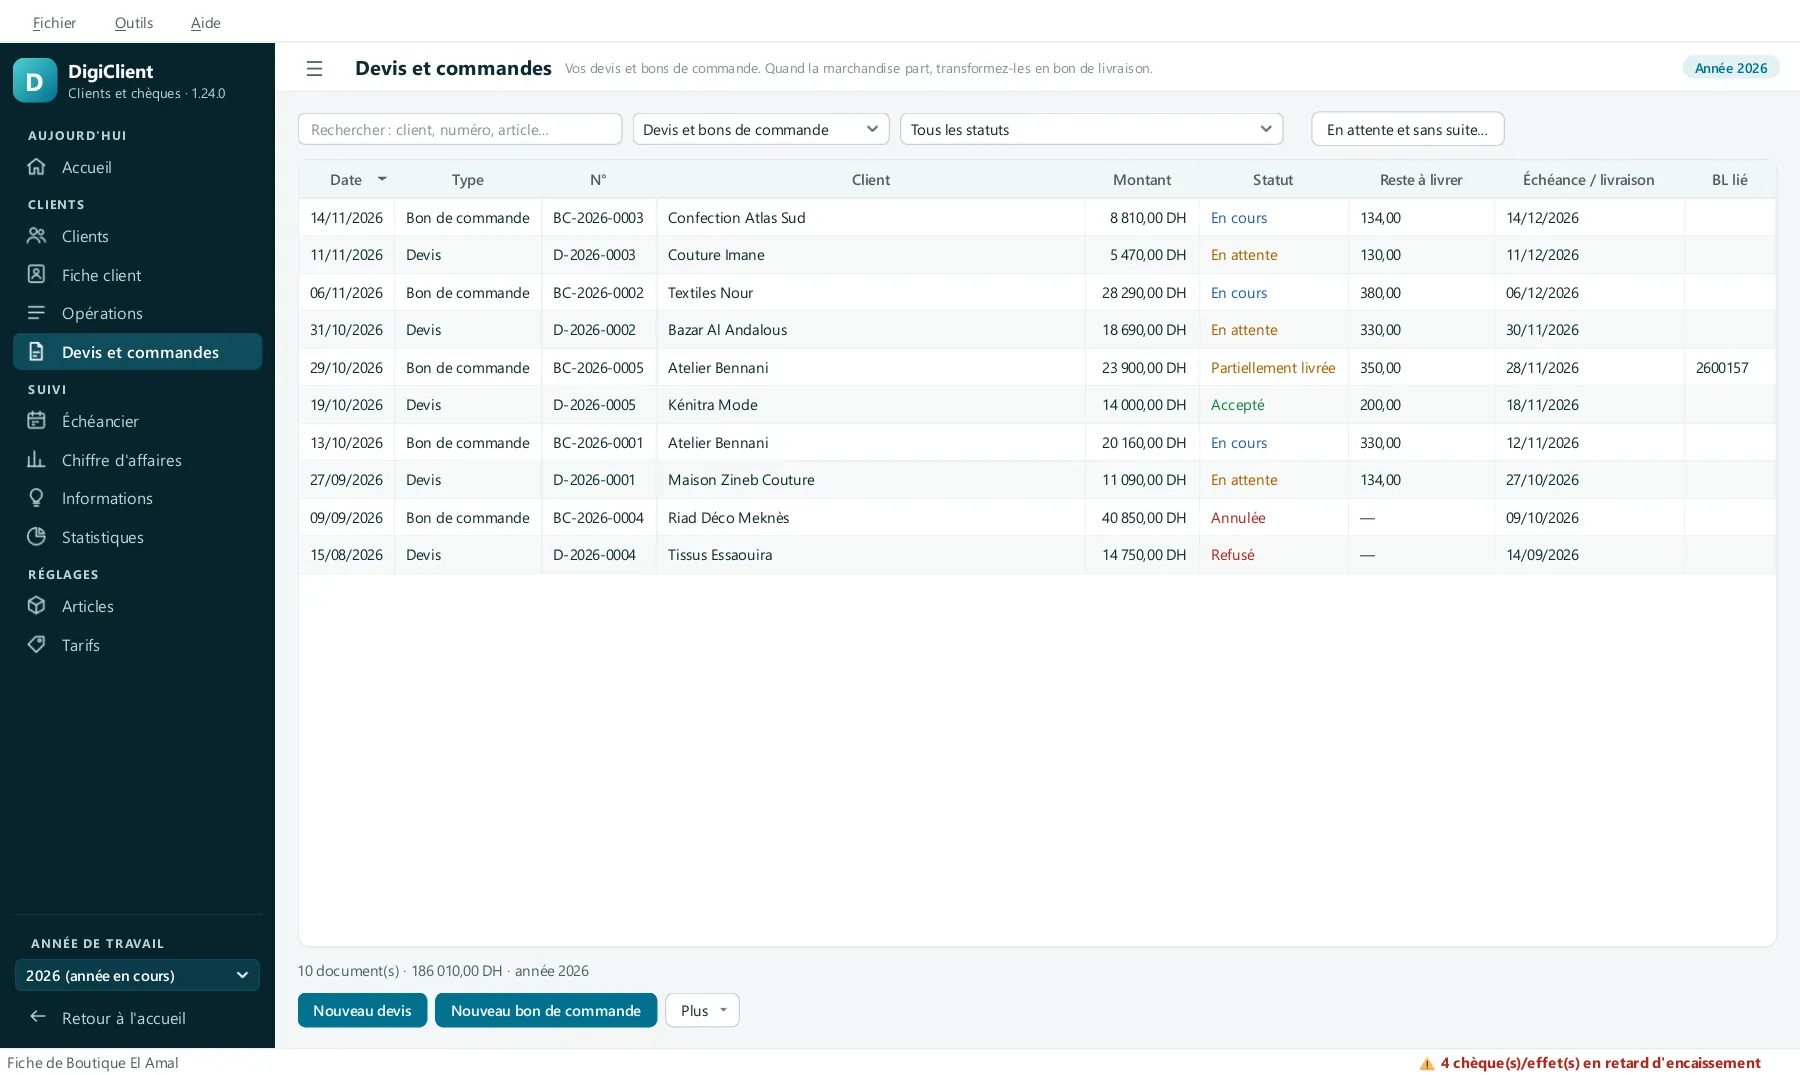 Fichier Outils Aide
D DigiClient
Clients et chèques · 1.24.0
AUJOURD'HUI
Accueil
CLIENTS
Clients
Fiche client
Opérations
Devis et commandes
SUIVI
Échéancier
Chiffre d'affaires
Informations
Statistiques
RÉGLAGES
Articles
Tarifs
ANNÉE DE TRAVAIL
2026 (année en cours)
Retour à l'accueil
Devis et commandes Vos devis et bons de commande. Quand la marchandise part, transformez-les en bon de livraison. Année 2026
Rechercher : client, numéro, article... Devis et bons de commande Tous les statuts En attente et sans suite...
Date Type N° Client Montant Statut Reste à livrer Échéance / livraison BL lié
14/11/2026 Bon de commande BC-2026-0003 Confection Atlas Sud 8 810,00 DH En cours 134,00 14/12/2026
11/11/2026 Devis D-2026-0003 Couture Imane 5 470,00 DH En attente 130,00 11/12/2026
06/11/2026 Bon de commande BC-2026-0002 Textiles Nour 28 290,00 DH En cours 380,00 06/12/2026
31/10/2026 Devis D-2026-0002 Bazar Al Andalous 18 690,00 DH En attente 330,00 30/11/2026
29/10/2026 Bon de commande BC-2026-0005 Atelier Bennani 23 900,00 DH Partiellement livrée 350,00 28/11/2026 2600157
19/10/2026 Devis D-2026-0005 Kénitra Mode 14 000,00 DH Accepté 200,00 18/11/2026
13/10/2026 Bon de commande BC-2026-0001 Atelier Bennani 20 160,00 DH En cours 330,00 12/11/2026
27/09/2026 Devis D-2026-0001 Maison Zineb Couture 11 090,00 DH En attente 134,00 27/10/2026
09/09/2026 Bon de commande BC-2026-0004 Riad Déco Meknès 40 850,00 DH Annulée — 09/10/2026
15/08/2026 Devis D-2026-0004 Tissus Essaouira 14 750,00 DH Refusé — 14/09/2026
10 document(s) · 186 010,00 DH · année 2026
Nouveau devis Nouveau bon de commande Plus
Fiche de Boutique El Amal 4 chèque(s)/effet(s) en retard d'encaissement